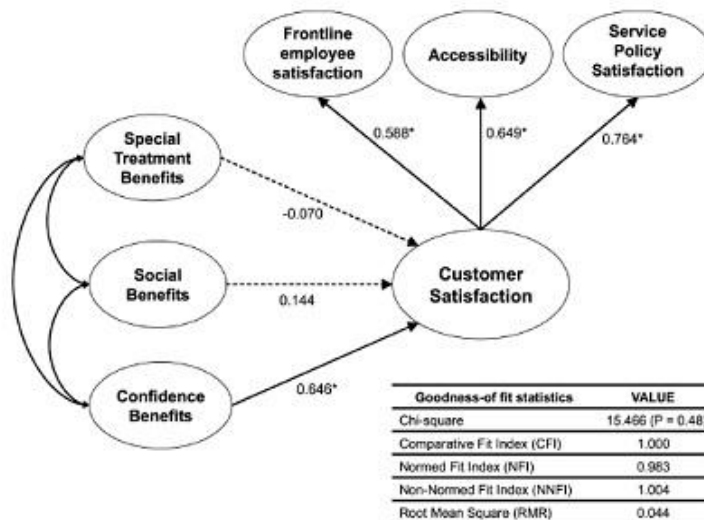 Frontline
employee
satisfaction
Accessibility
Service
Policy
Satisfaction
0.588*
0.649*
0.764*
Special
Treatment
Benefits
-0.070
Social
Benefits
0.144
Customer
Satisfaction
Confidence
Benefits
0.646*
Goodness-of fit statistics VALUE
Chi-square 15.466 (P = 0.48
Comparative Fit Index (CFI) 1.000
Normed Fit Index (NFI) 0.983
Non-Normed Fit Index (NNFI) 1.004
Root Mean Square (RMR) 0.044